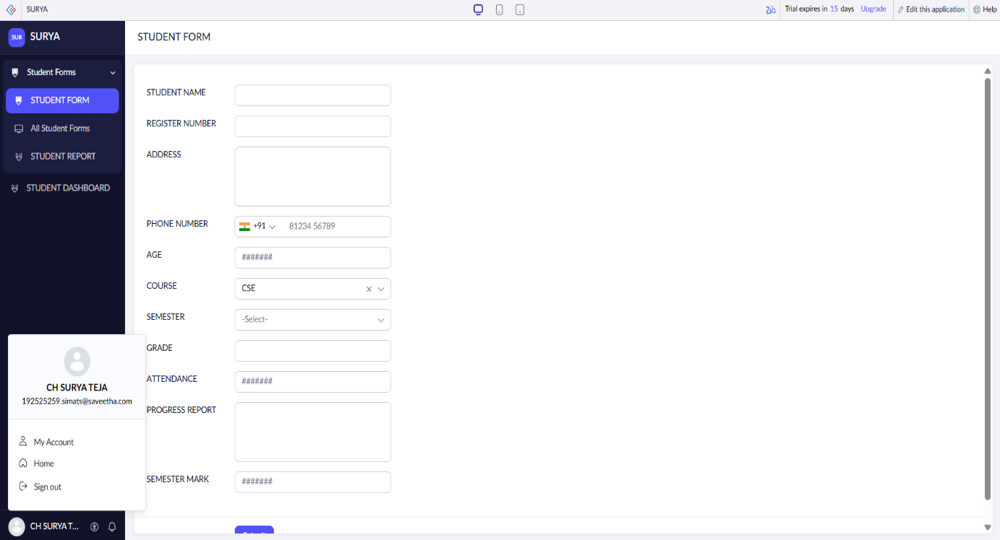 SURYA
Trial expires in 15 days Upgrade
Edit this application
Help
SUR SURYA
STUDENT FORM
Student Forms
STUDENT FORM
All Student Forms
STUDENT REPORT
STUDENT DASHBOARD
STUDENT NAME
REGISTER NUMBER
ADDRESS
PHONE NUMBER +91 81234 56789
AGE #######
COURSE CSE
SEMESTER -Select-
GRADE
ATTENDANCE #######
PROGRESS REPORT
SEMESTER MARK #######
CH SURYA TEJA
192525259.simats@saveetha.com
My Account
Home
Sign out
CH SURYA T...